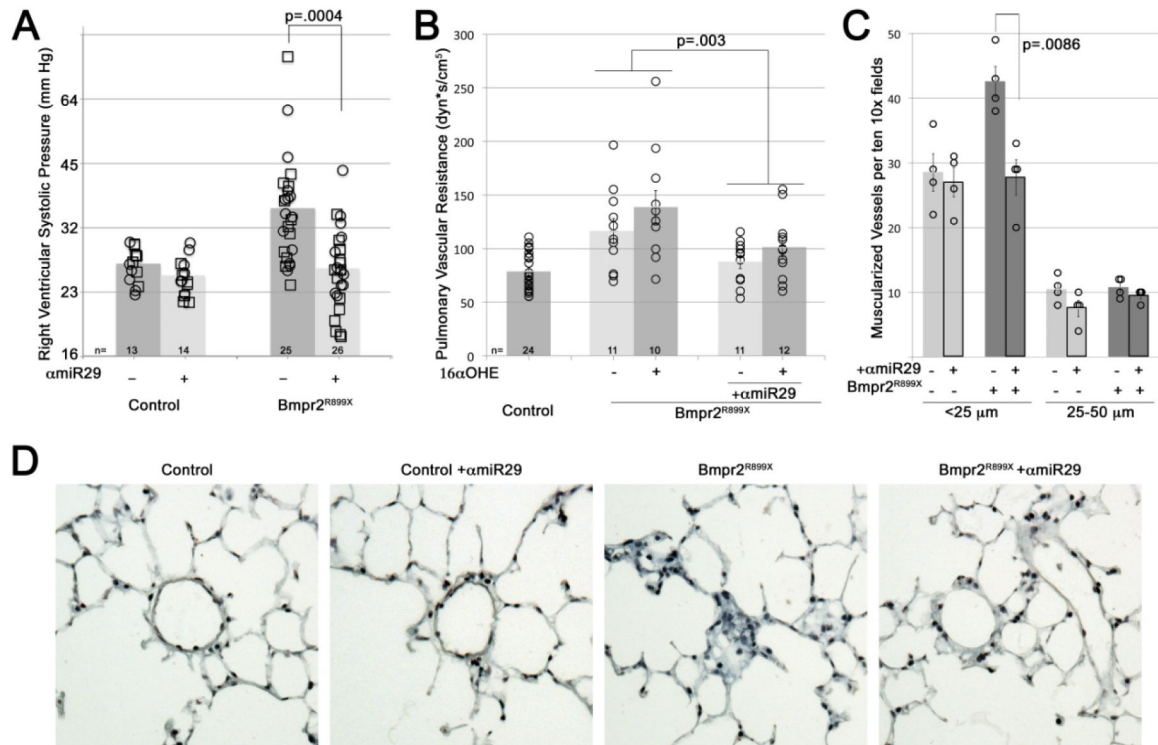 A
Right Ventricular Systolic Pressure (mm Hg)
p=.0004
64
45
32
23
16
n= 13 14 25 26
αmiR29 – + – +
Control Bmpr2R899X
B
Pulmonary Vascular Resistance (dyn*s/cm5)
p=.003
300
250
200
150
100
50
0
n= 24 11 10 11 12
16αOHE - + - +
+αmiR29
Control Bmpr2R899X
C
Muscularized Vessels per ten 10x fields
p=.0086
50
40
30
20
10
0
+αmiR29 - + - + - + - +
Bmpr2R899X - - + + - - + +
<25 μm 25-50 μm
D
Control Control +αmiR29 Bmpr2R899X Bmpr2R899X +αmiR29